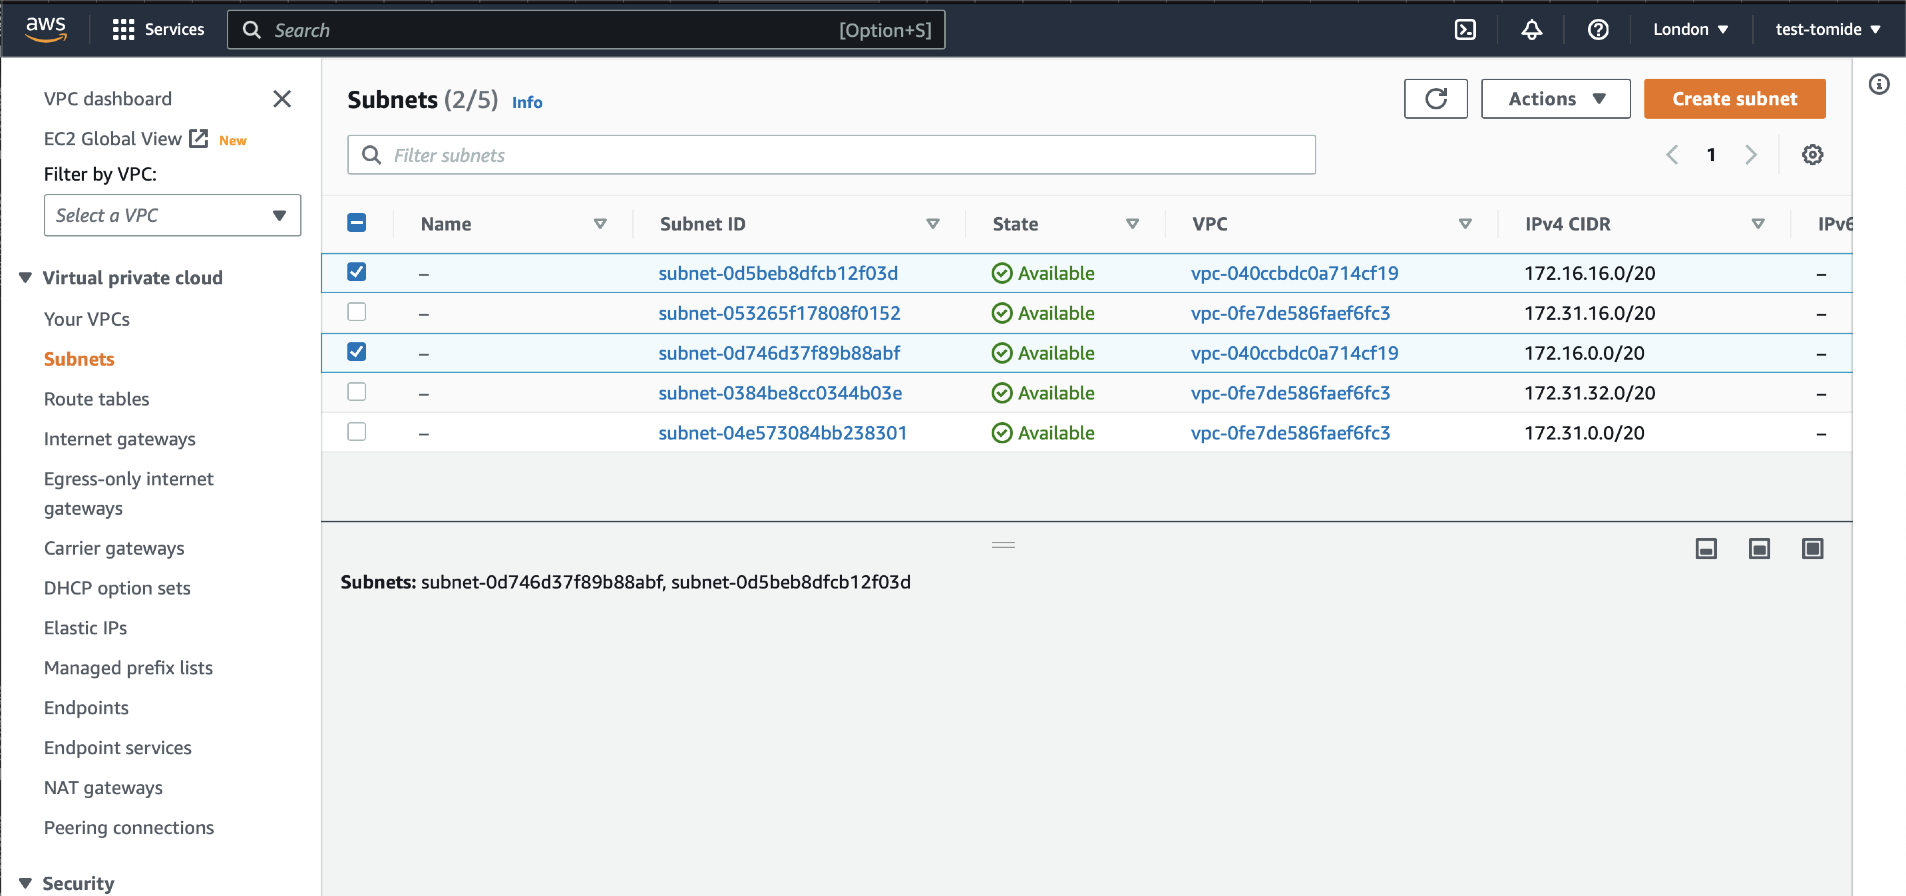 aws Services Search [Option+S] London test-tomide
VPC dashboard
EC2 Global View New
Filter by VPC:
Select a VPC
Virtual private cloud
Your VPCs
Subnets
Route tables
Internet gateways
Egress-only internet
gateways
Carrier gateways
DHCP option sets
Elastic IPs
Managed prefix lists
Endpoints
Endpoint services
NAT gateways
Peering connections
Security
Subnets (2/5) Info Actions Create subnet
Filter subnets 1
Name Subnet ID State VPC IPv4 CIDR IPv6
– subnet-0d5beb8dfcb12f03d Available vpc-040ccbdc0a714cf19 172.16.16.0/20 –
– subnet-053265f17808f0152 Available vpc-0fe7de586faef6fc3 172.31.16.0/20 –
– subnet-0d746d37f89b88abf Available vpc-040ccbdc0a714cf19 172.16.0.0/20 –
– subnet-0384be8cc0344b03e Available vpc-0fe7de586faef6fc3 172.31.32.0/20 –
– subnet-04e573084bb238301 Available vpc-0fe7de586faef6fc3 172.31.0.0/20 –
Subnets: subnet-0d746d37f89b88abf, subnet-0d5beb8dfcb12f03d